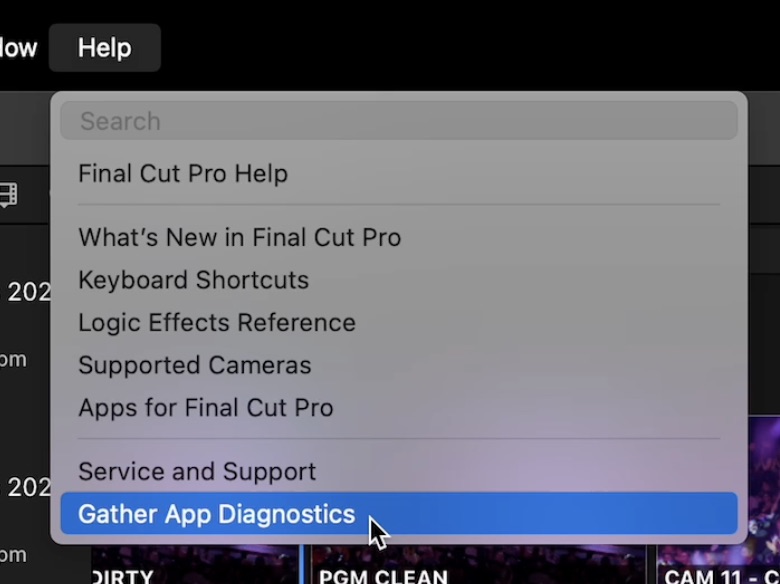 low Help
Search
Final Cut Pro Help
What's New in Final Cut Pro
Keyboard Shortcuts
Logic Effects Reference
202
pm
Supported Cameras
Apps for Final Cut Pro
Service and Support
202
Gather App Diagnostics
om
DIRTY PGM CLEAN CAM 11 - C